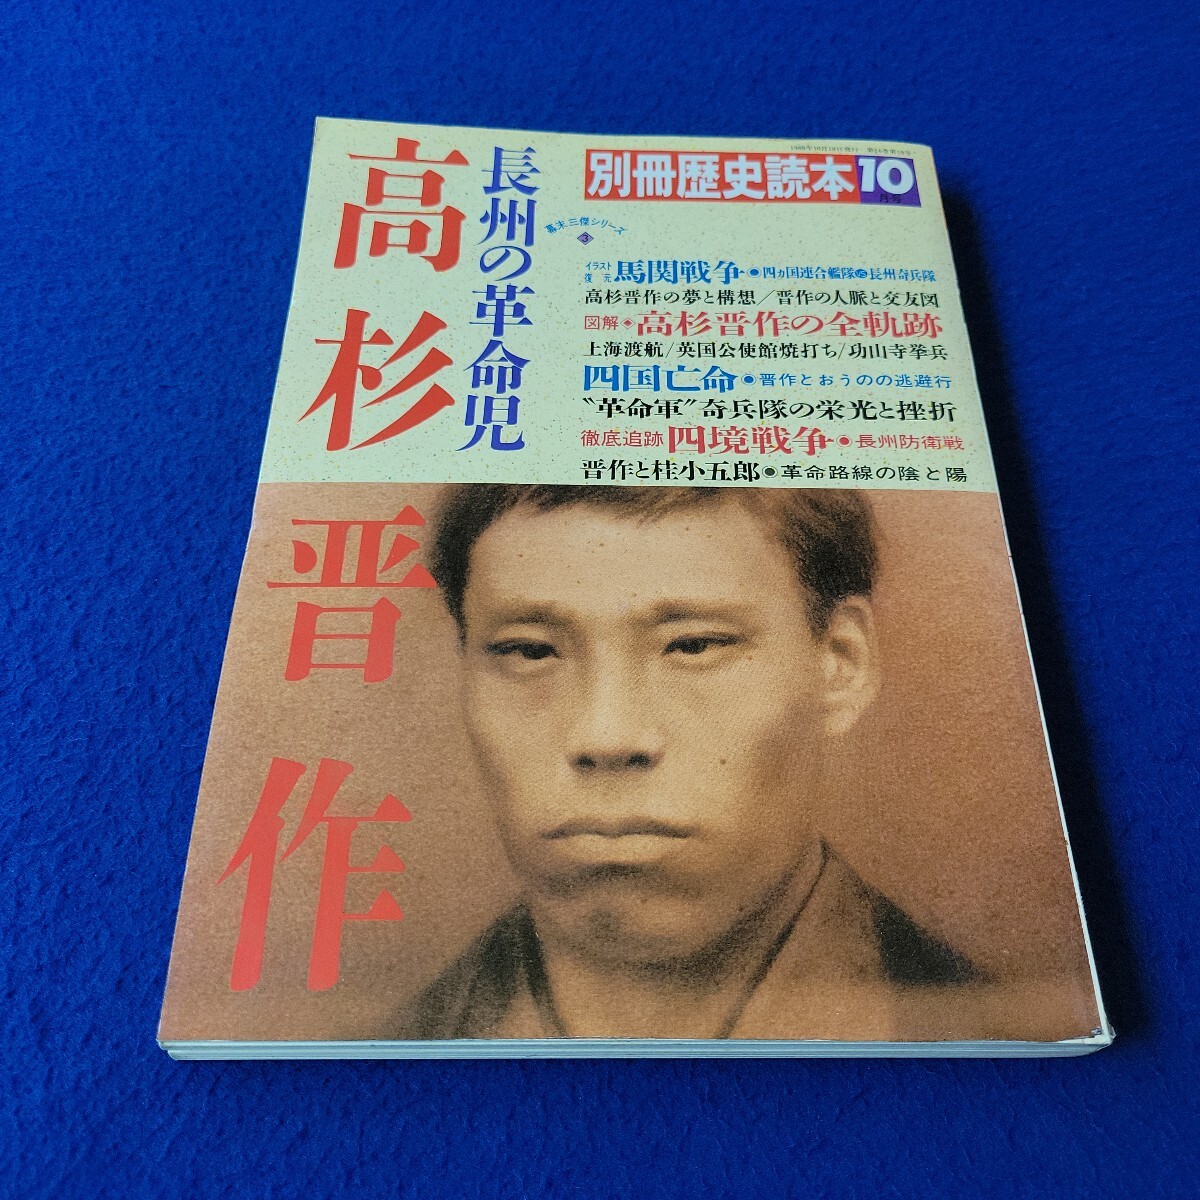 高杉晋作
長州の革命児
幕末三傑シリーズ
3
別冊歴史読本
10
月号
イラスト復元 馬関戦争●四ヵ国連合艦隊VS長州奇兵隊
高杉晋作の夢と構想/晋作の人脈と交友図
図解◈高杉晋作の全軌跡
上海渡航/英国公使館焼打ち/功山寺挙兵
四国亡命●晋作とおうのの逃避行
〝革命軍〟奇兵隊の栄光と挫折
徹底追跡 四境戦争●長州防衛戦
晋作と桂小五郎●革命路線の陰と陽